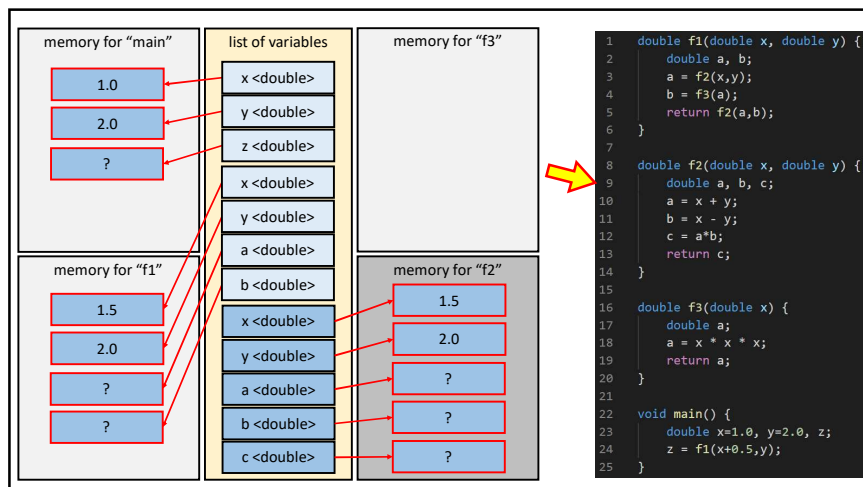 memory for “main”
1.0
2.0
?
list of variables
x <double>
y <double>
z <double>
x <double>
y <double>
a <double>
b <double>
x <double>
y <double>
a <double>
b <double>
c <double>
memory for “f3”
memory for “f1”
1.5
2.0
?
?
memory for “f2”
1.5
2.0
?
?
?
1 double f1(double x, double y) {
2     double a, b;
3     a = f2(x,y);
4     b = f3(a);
5     return f2(a,b);
6 }
7
8 double f2(double x, double y) {
9     double a, b, c;
10     a = x + y;
11     b = x - y;
12     c = a*b;
13     return c;
14 }
15
16 double f3(double x) {
17     double a;
18     a = x * x * x;
19     return a;
20 }
21
22 void main() {
23     double x=1.0, y=2.0, z;
24     z = f1(x+0.5,y);
25 }